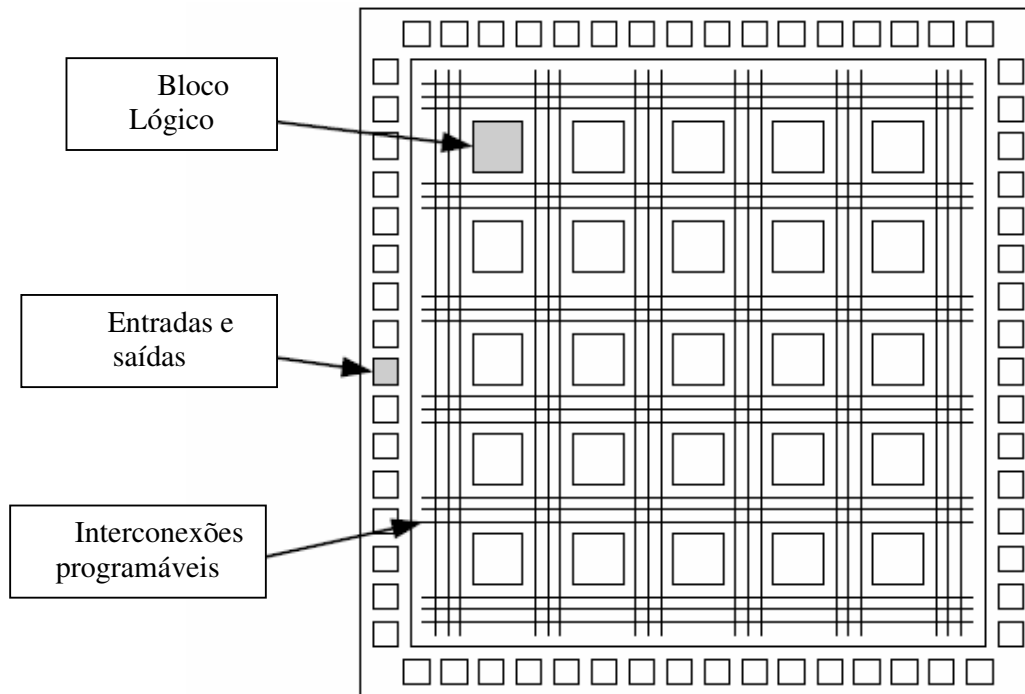 Bloco
Lógico
Entradas e
saídas
Interconexões
programáveis